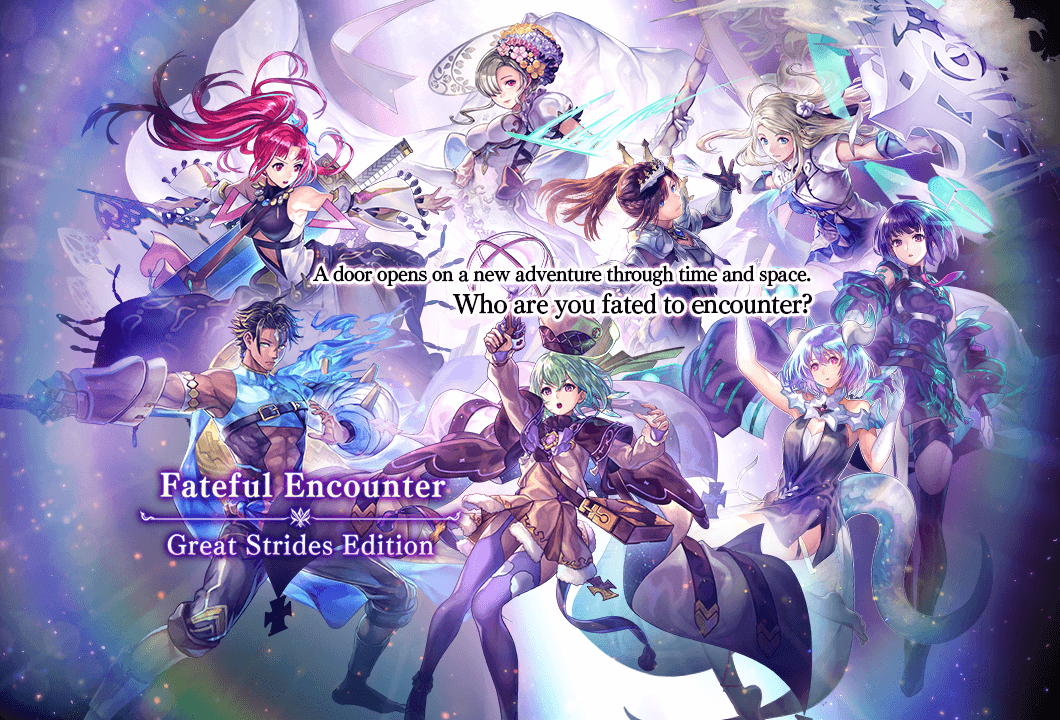 A door opens on a new adventure through time and space.
Who are you fated to encounter?
Fateful Encounter
Great Strides Edition